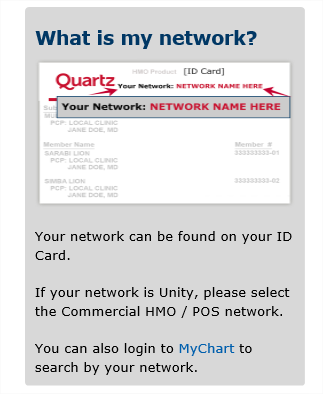 What is my network?
HMO Product [ID Card]
Quartz Your Network: NETWORK NAME HERE
Your Network: NETWORK NAME HERE
PCP: LOCAL CLINIC
JANE DOE, MD
Member Name Member #
SARABI LION 333333333-01
PCP: LOCAL CLINIC
JANE DOE, MD
SIMBA LION 333333333-02
PCP: LOCAL CLINIC
JANE DOE, MD
Your network can be found on your ID
Card.
If your network is Unity, please select
the Commercial HMO / POS network.
You can also login to MyChart to
search by your network.